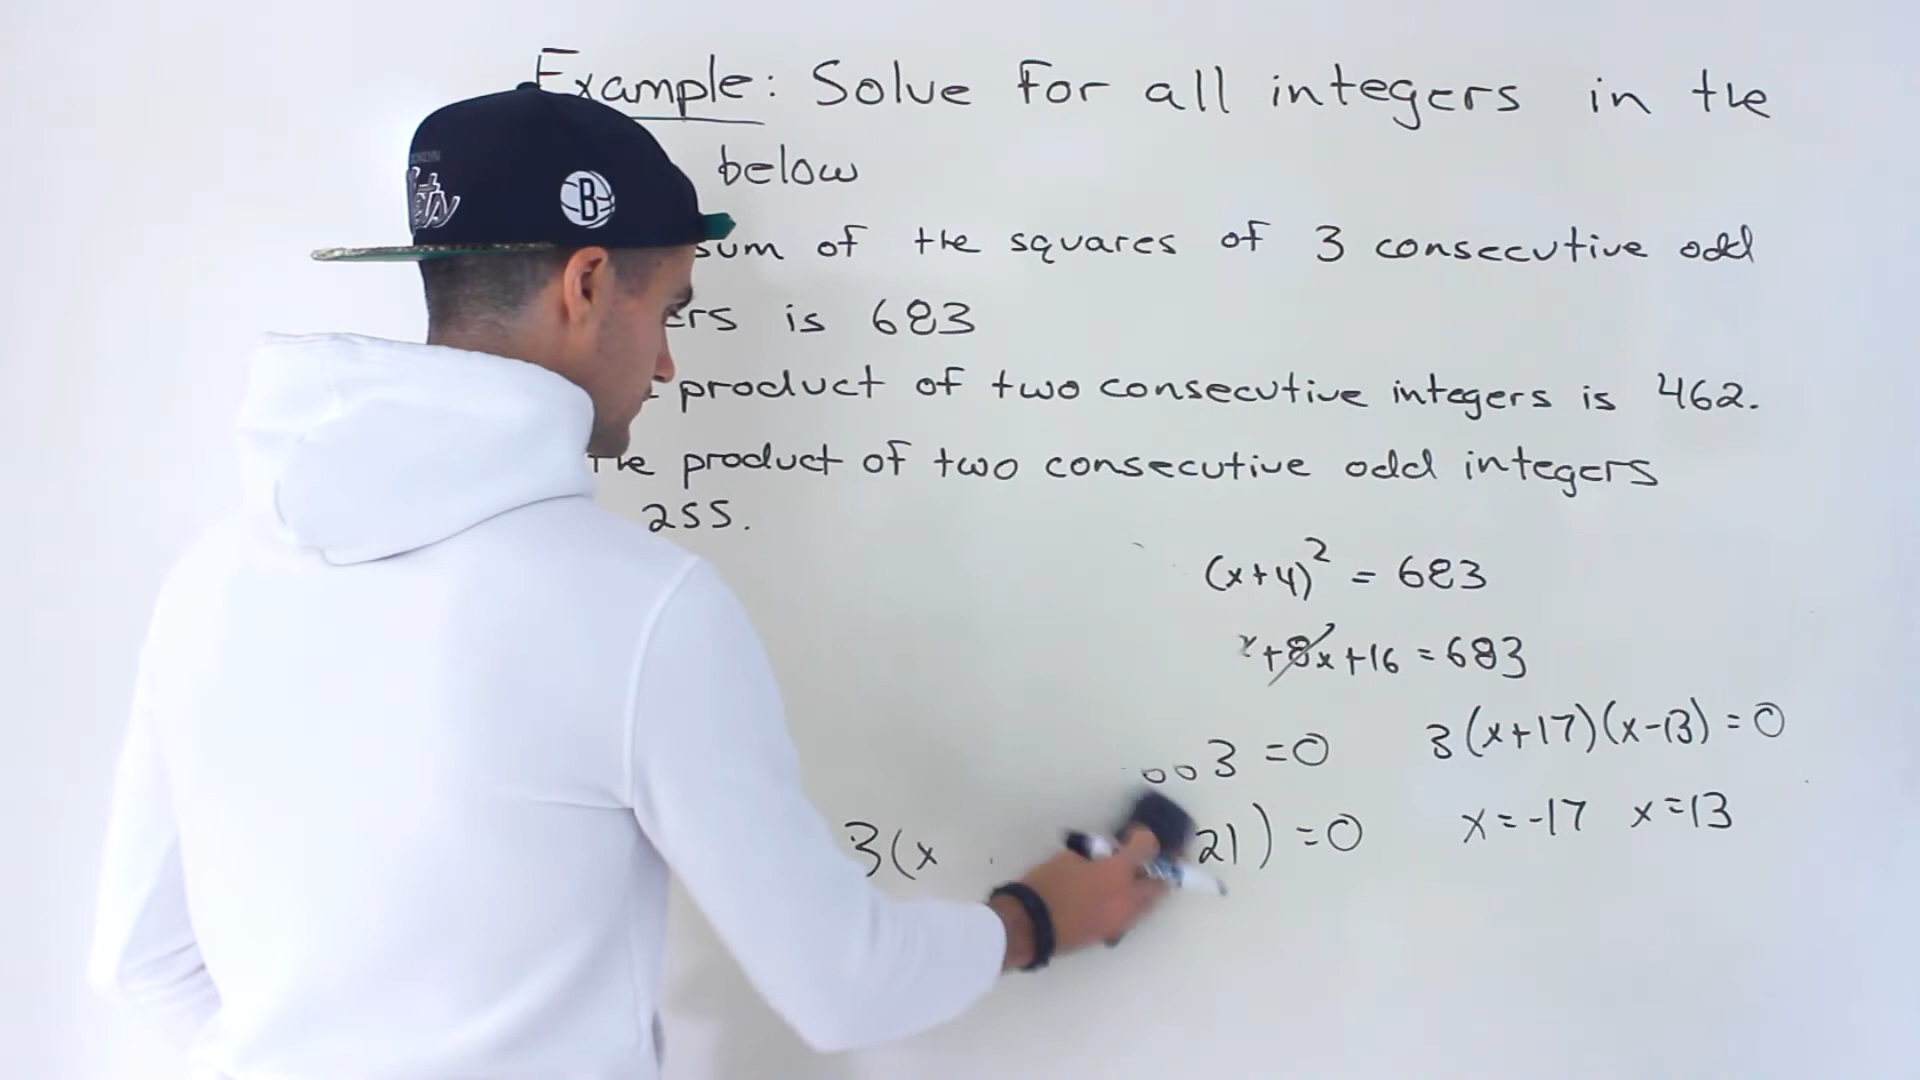 Example: Solve for all integers in the
below
sum of the squares of 3 consecutive odd
ers is 683
product of two consecutive integers is 462.
The product of two consecutive odd integers
255.
(x+4)² = 683
+8x+16 = 683
003 =0
3(x+17)(x-13) = 0
3(x 21) =0
x=-17 x=13
B